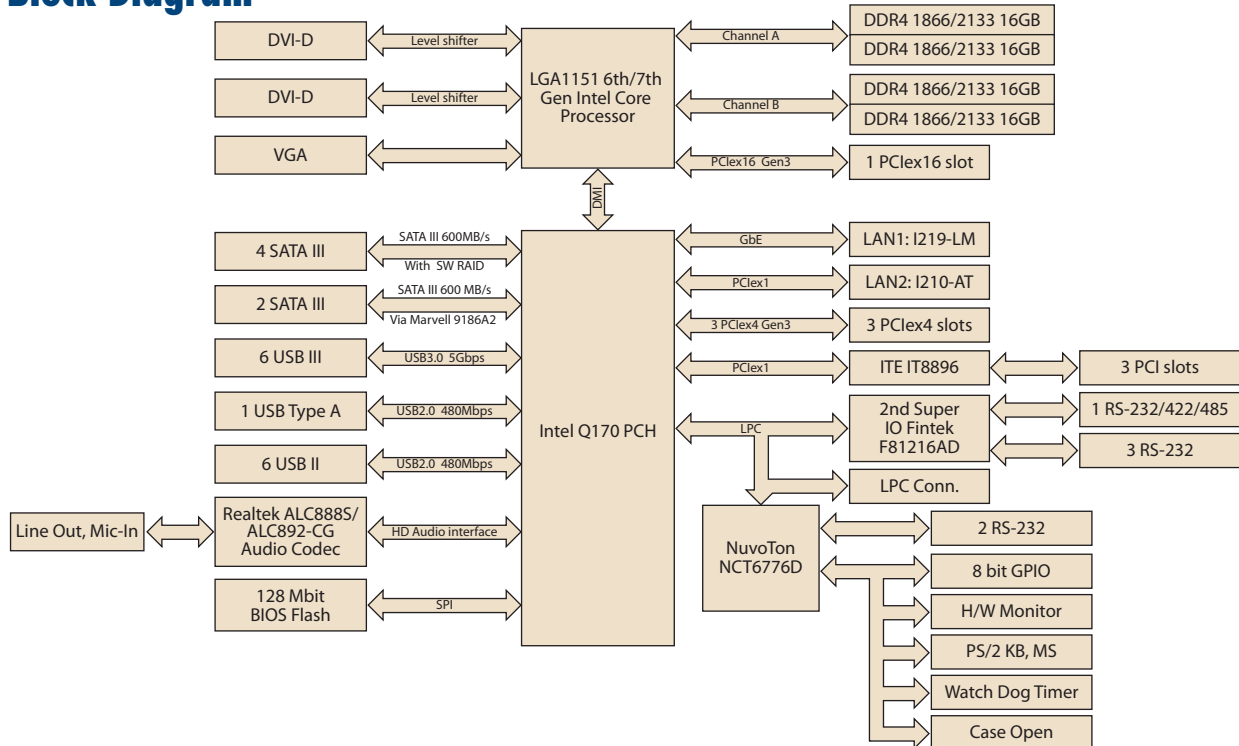 Block Diagram
DVI-D
Level shifter
DVI-D
Level shifter
VGA
LGA1151 6th/7th
Gen Intel Core
Processor
Channel A
DDR4 1866/2133 16GB
DDR4 1866/2133 16GB
Channel B
DDR4 1866/2133 16GB
DDR4 1866/2133 16GB
PCIex16 Gen3
1 PCIex16 slot
DMI
4 SATA III
SATA III 600MB/s
With SW RAID
2 SATA III
SATA III 600 MB/s
Via Marvell 9186A2
6 USB III
USB3.0 5Gbps
1 USB Type A
USB2.0 480Mbps
6 USB II
USB2.0 480Mbps
Line Out, Mic-In
Realtek ALC888S/
ALC892-CG
Audio Codec
HD Audio interface
128 Mbit
BIOS Flash
SPI
Intel Q170 PCH
GbE
LAN1: I219-LM
PCIex1
LAN2: I210-AT
3 PCIex4 Gen3
3 PCIex4 slots
PCIex1
ITE IT8896
3 PCI slots
LPC
2nd Super
IO Fintek
F81216AD
1 RS-232/422/485
3 RS-232
LPC Conn.
NuvoTon
NCT6776D
2 RS-232
8 bit GPIO
H/W Monitor
PS/2 KB, MS
Watch Dog Timer
Case Open